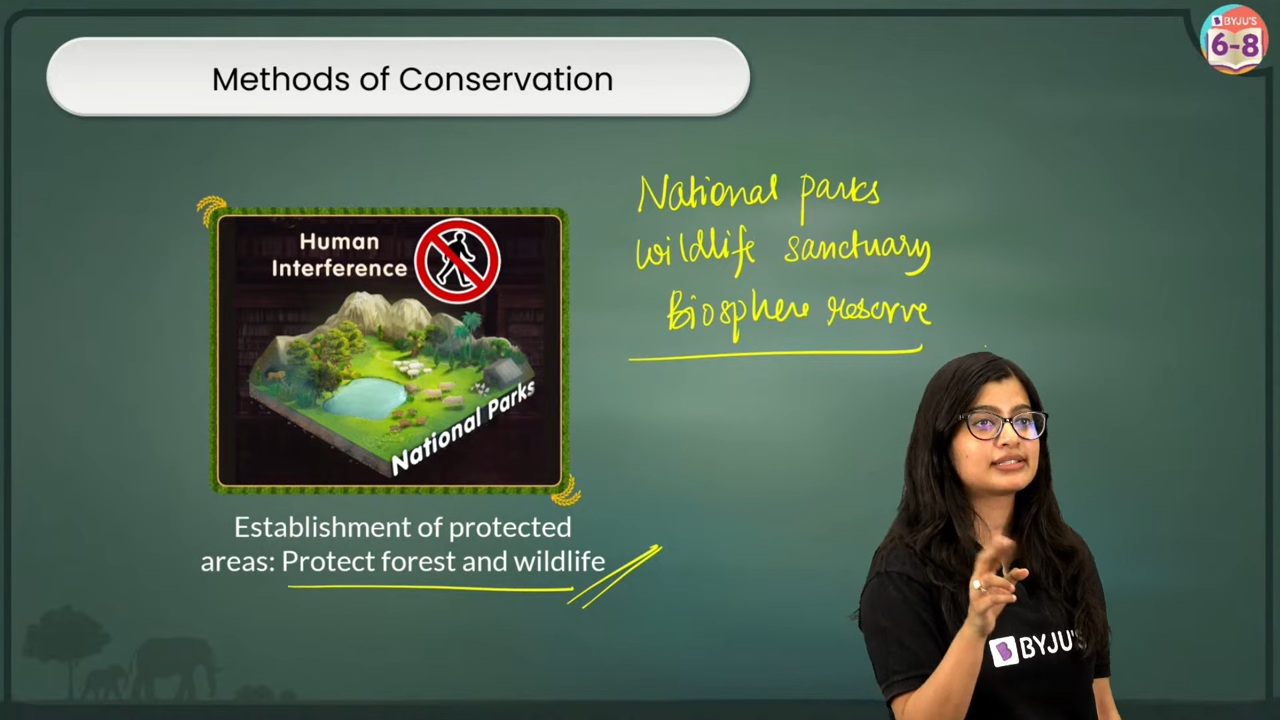 BYJU'S
6-8
Methods of Conservation
National parks
Wildlife sanctuary
Biosphere reserve
Human
Interference
National Parks
Establishment of protected
areas: Protect forest and wildlife
BYJU'S